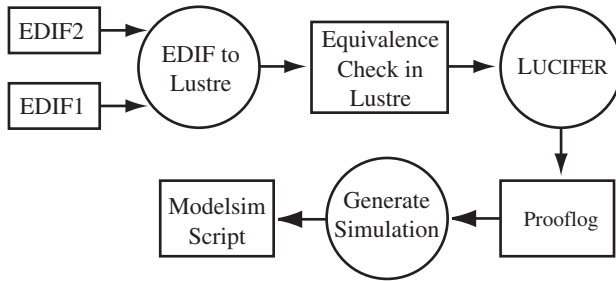 EDIF2
EDIF1
EDIF to
Lustre
Equivalence
Check in
Lustre
LUCIFER
Modelsim
Script
Generate
Simulation
Prooflog